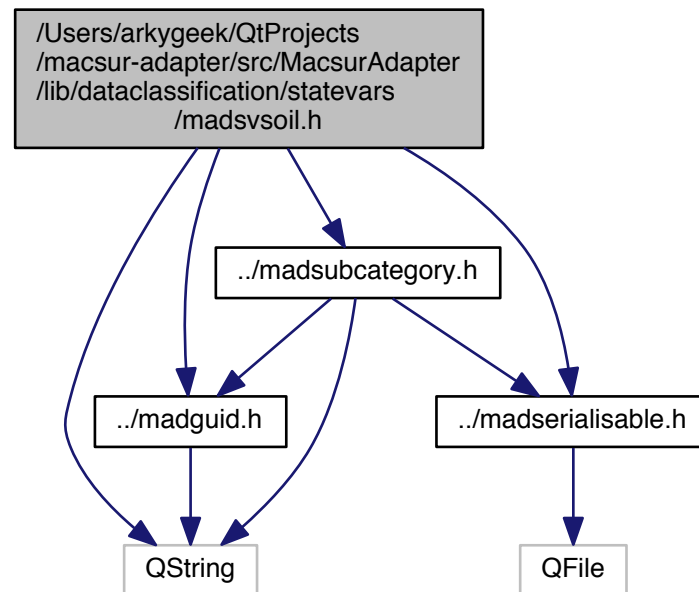 /Users/arkygeek/QtProjects
/macsur-adapter/src/MacsurAdapter
/lib/dataclassification/statevars
/madsvsoil.h
../madsubcategory.h
../madguid.h
../madserialisable.h
QString
QFile